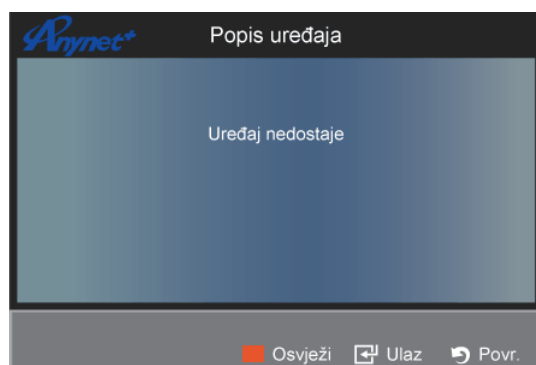 Anynet+
Popis uređaja
Uređaj nedostaje
Osvježi Ulaz Povr.